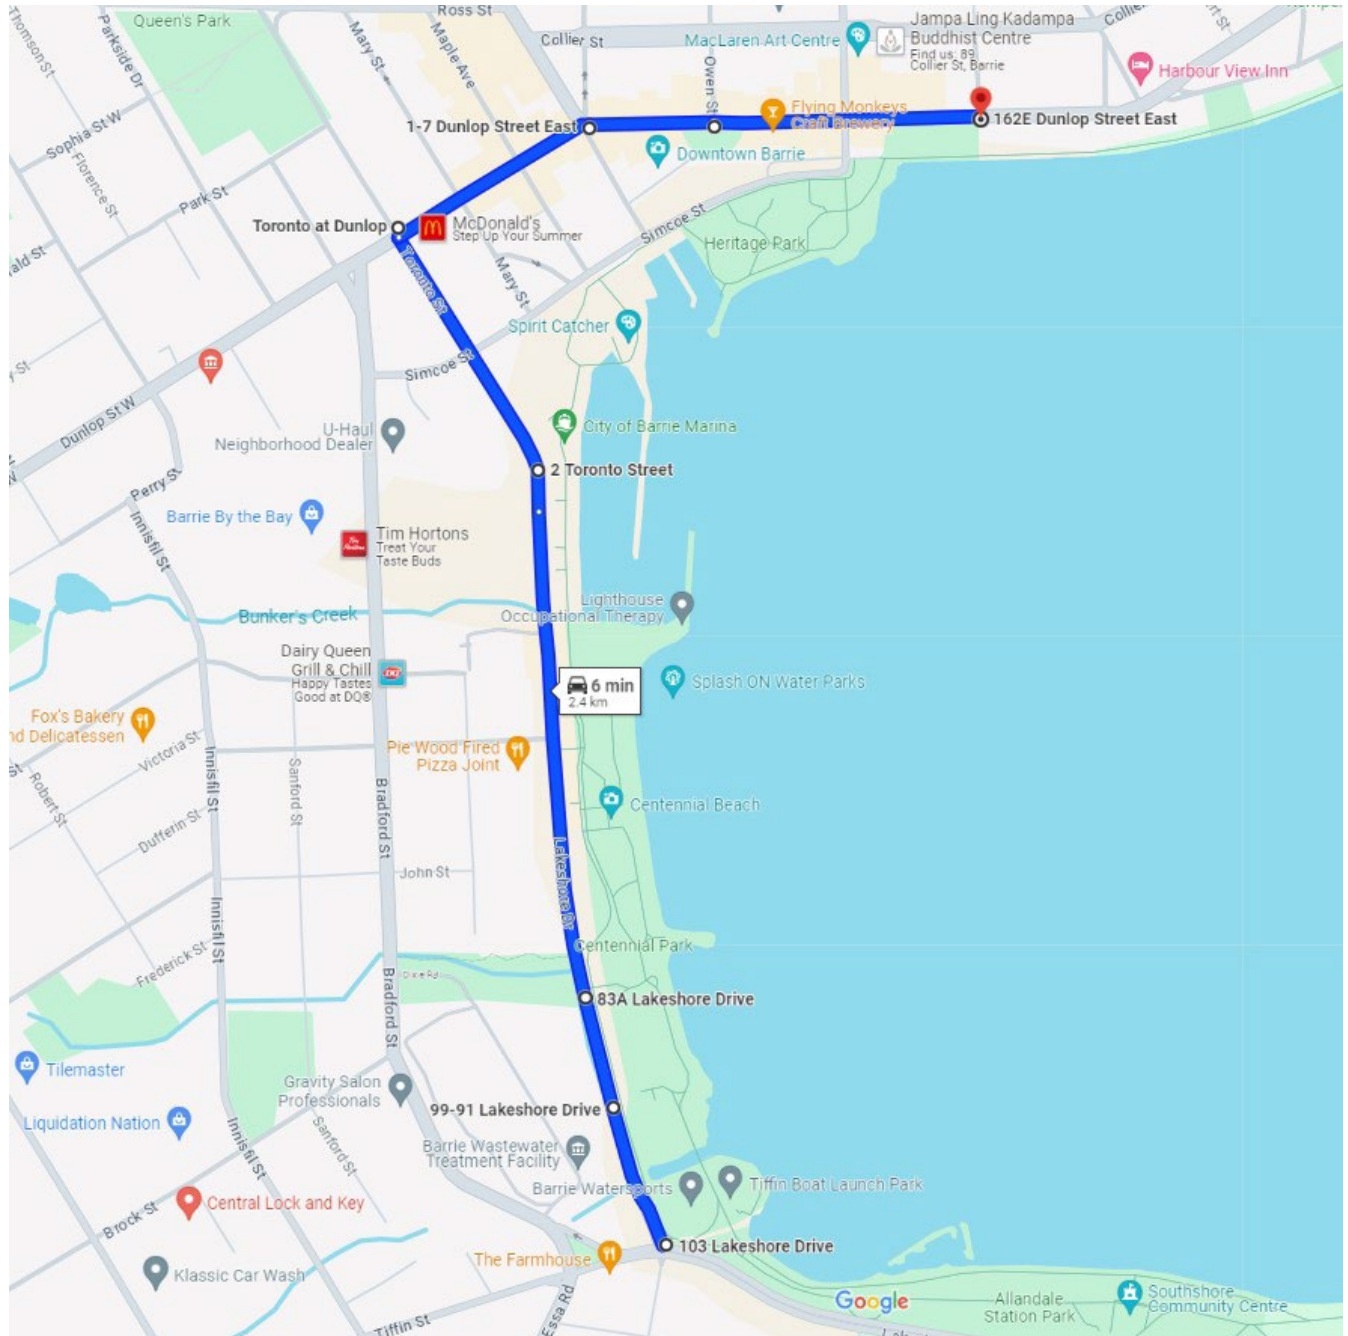 Queen's Park
Ross St
Thomson St
Parkside Dr
Mary St
Maple Ave
Collier St
MacLaren Art Centre
Jampa Ling Kadampa
Buddhist Centre
Find us: 89
Collier St, Barrie
Collier
Harbour View Inn
Owen St
Sophia St W
1-7 Dunlop Street East
Flying Monkeys
Craft Brewery
162E Dunlop Street East
Downtown Barrie
Florence St
Park St
Toronto at Dunlop
McDonald's
Step Up Your Summer
Simcoe St
Heritage Park
Toronto St
Mary St
Spirit Catcher
Simcoe St
Dunlop St W
U-Haul
Neighborhood Dealer
City of Barrie Marina
2 Toronto Street
Perry St
Innisfil St
Barrie By the Bay
Tim Hortons
Treat Your
Taste Buds
Tim Hortons
Bunker's Creek
Lighthouse
Occupational Therapy
Dairy Queen
Grill & Chill
Happy Tastes
Good at DQ®
DQ
6 min
2.4 km
Splash ON Water Parks
Fox's Bakery
nd Delicatessen
Victoria St
Innisfil St
Sanford St
Pie Wood Fired
Pizza Joint
Robert St
Bradford St
Centennial Beach
Dufferin St
John St
Lakeshore Dr
Innisfil St
Frederick St
Centennial Park
Dixie Rd
Bradford St
83A Lakeshore Drive
Tilemaster
Gravity Salon
Professionals
99-91 Lakeshore Drive
Liquidation Nation
Innisfil St
Sanford St
Barrie Wastewater
Treatment Facility
Barrie Watersports
Tiffin Boat Launch Park
Central Lock and Key
Brock St
103 Lakeshore Drive
The Farmhouse
Klassic Car Wash
Google
Allandale
Station Park
Southshore
Community Centre
Essa Rd
Tiffin St